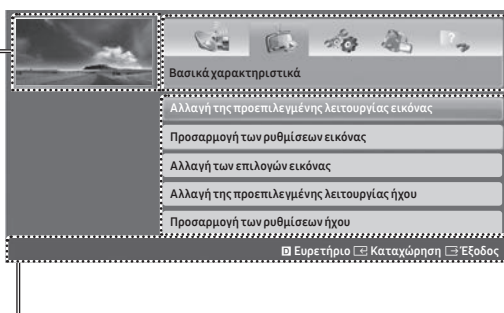 Βασικά χαρακτηριστικά
Αλλαγή της προεπιλεγμένης λειτουργίας εικόνας
Προσαρμογή των ρυθμίσεων εικόνας
Αλλαγή των επιλογών εικόνας
Αλλαγή της προεπιλεγμένης λειτουργίας ήχου
Προσαρμογή των ρυθμίσεων ήχου
D Ευρετήριο Καταχώρηση Έξοδος